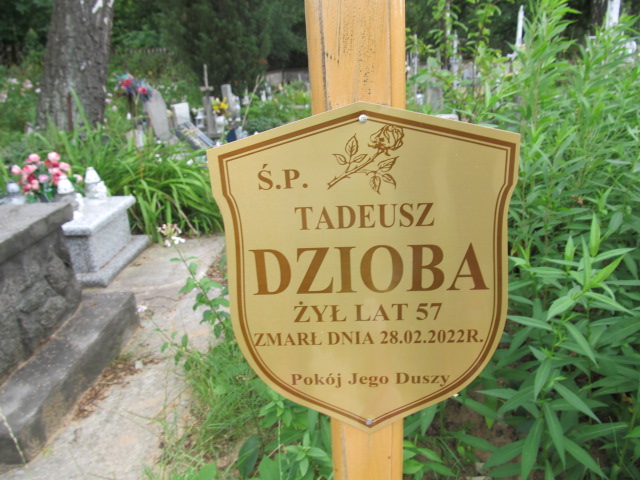 Ś.P.
TADEUSZ
DZIOBA
ŻYŁ LAT 57
ZMARŁ DNIA 28.02.2022R.
Pokój Jego Duszy